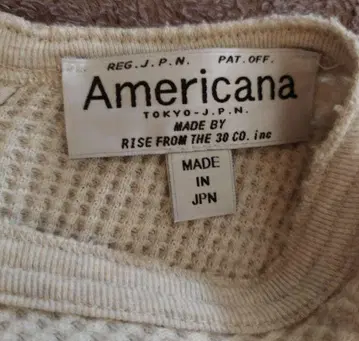 REG. J. P. N. PAT. OFF.
Americana
TOKYO-J.P.N.
MADE BY
RISE FROM THE 30 CO. inc
MADE
IN
JPN